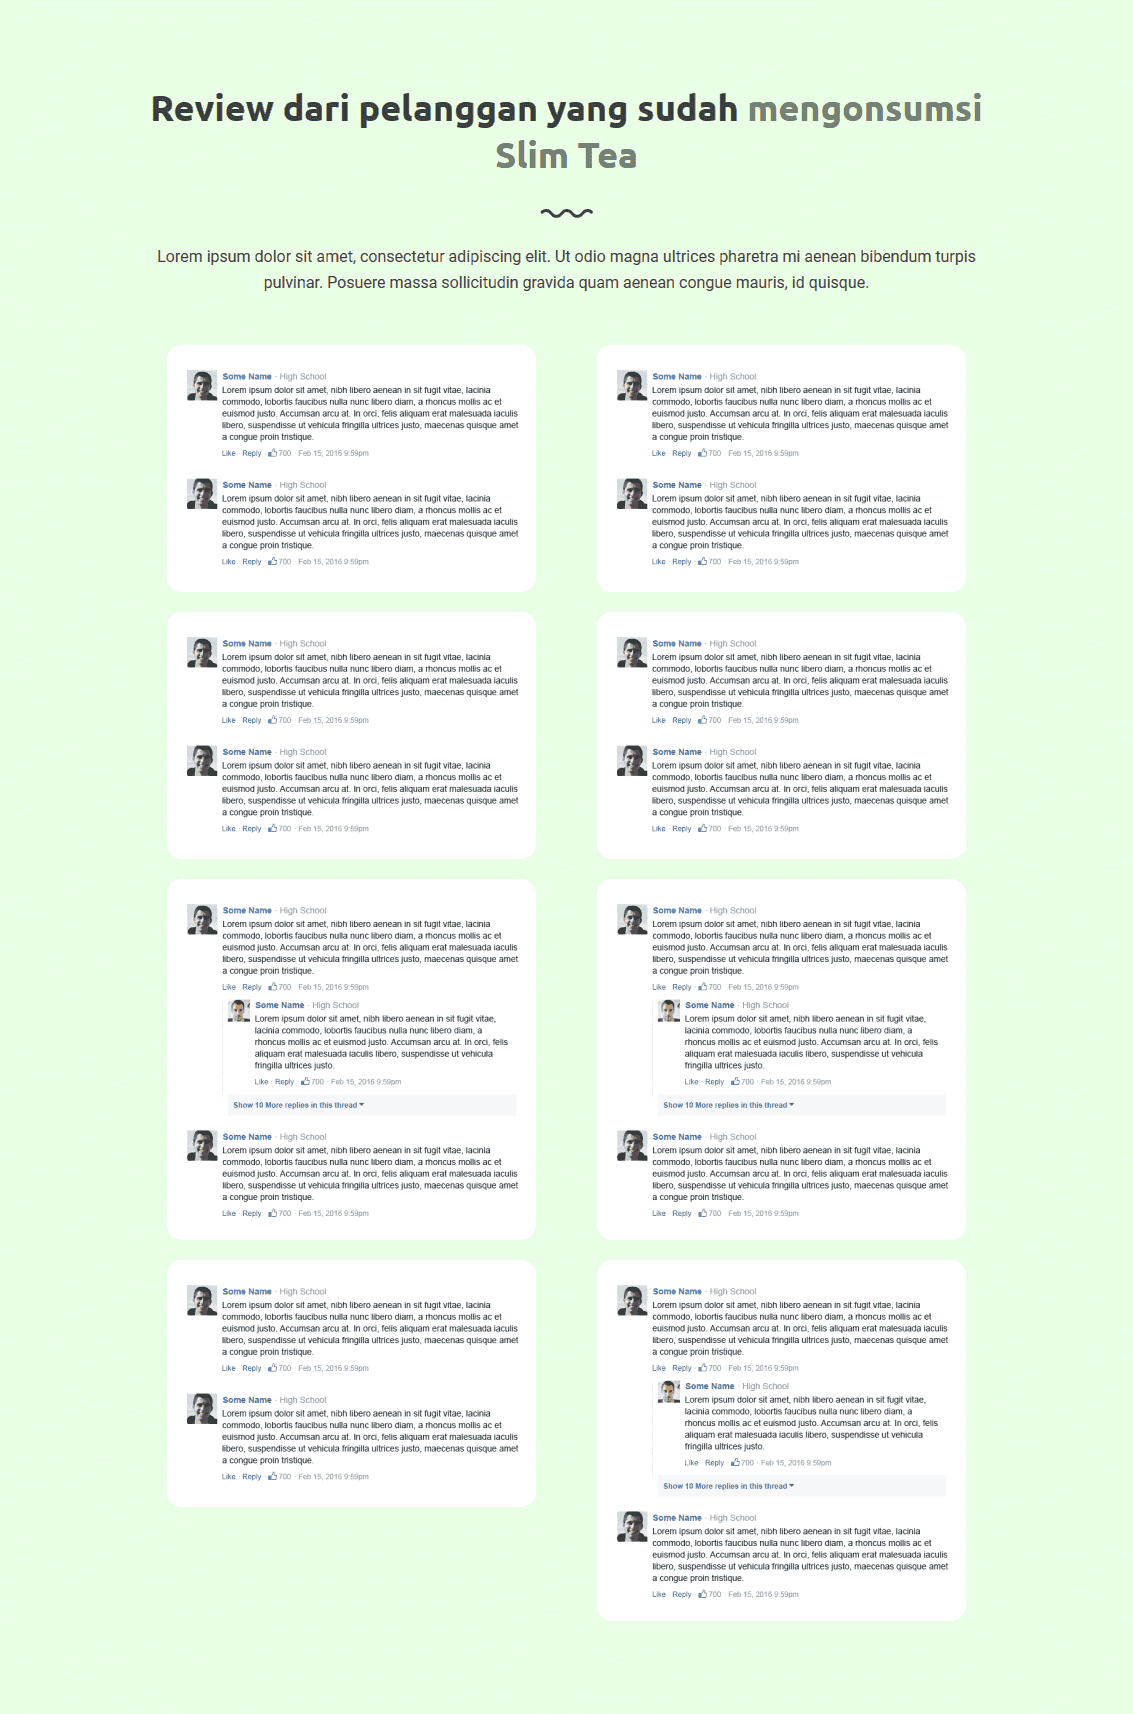 Review dari pelanggan yang sudah mengonsumsi
Slim Tea
Lorem ipsum dolor sit amet, consectetur adipiscing elit. Ut odio magna ultrices pharetra mi aenean bibendum turpis
pulvinar. Posuere massa sollicitudin gravida quam aenean congue mauris, id quisque.
Some Name · High School
Lorem ipsum dolor sit amet, nibh libero aenean in sit fugit vitae, lacinia
commodo, lobortis faucibus nulla nunc libero diam, a rhoncus mollis ac et
euismod justo. Accumsan arcu at. In orci, felis aliquam erat malesuada iaculis
libero, suspendisse ut vehicula fringilla ultrices justo, maecenas quisque amet
a congue proin tristique.
Like · Reply · 700 · Feb 15, 2016 9:59pm
Some Name · High School
Lorem ipsum dolor sit amet, nibh libero aenean in sit fugit vitae, lacinia
commodo, lobortis faucibus nulla nunc libero diam, a rhoncus mollis ac et
euismod justo. Accumsan arcu at. In orci, felis aliquam erat malesuada iaculis
libero, suspendisse ut vehicula fringilla ultrices justo, maecenas quisque amet
a congue proin tristique.
Like · Reply · 700 · Feb 15, 2016 9:59pm
Some Name · High School
Lorem ipsum dolor sit amet, nibh libero aenean in sit fugit vitae, lacinia
commodo, lobortis faucibus nulla nunc libero diam, a rhoncus mollis ac et
euismod justo. Accumsan arcu at. In orci, felis aliquam erat malesuada iaculis
libero, suspendisse ut vehicula fringilla ultrices justo, maecenas quisque amet
a congue proin tristique.
Like · Reply · 700 · Feb 15, 2016 9:59pm
Some Name · High School
Lorem ipsum dolor sit amet, nibh libero aenean in sit fugit vitae, lacinia
commodo, lobortis faucibus nulla nunc libero diam, a rhoncus mollis ac et
euismod justo. Accumsan arcu at. In orci, felis aliquam erat malesuada iaculis
libero, suspendisse ut vehicula fringilla ultrices justo, maecenas quisque amet
a congue proin tristique.
Like · Reply · 700 · Feb 15, 2016 9:59pm
Some Name · High School
Lorem ipsum dolor sit amet, nibh libero aenean in sit fugit vitae, lacinia
commodo, lobortis faucibus nulla nunc libero diam, a rhoncus mollis ac et
euismod justo. Accumsan arcu at. In orci, felis aliquam erat malesuada iaculis
libero, suspendisse ut vehicula fringilla ultrices justo, maecenas quisque amet
a congue proin tristique.
Like · Reply · 700 · Feb 15, 2016 9:59pm
Some Name · High School
Lorem ipsum dolor sit amet, nibh libero aenean in sit fugit vitae, lacinia
commodo, lobortis faucibus nulla nunc libero diam, a rhoncus mollis ac et
euismod justo. Accumsan arcu at. In orci, felis aliquam erat malesuada iaculis
libero, suspendisse ut vehicula fringilla ultrices justo, maecenas quisque amet
a congue proin tristique.
Like · Reply · 700 · Feb 15, 2016 9:59pm
Some Name · High School
Lorem ipsum dolor sit amet, nibh libero aenean in sit fugit vitae, lacinia
commodo, lobortis faucibus nulla nunc libero diam, a rhoncus mollis ac et
euismod justo. Accumsan arcu at. In orci, felis aliquam erat malesuada iaculis
libero, suspendisse ut vehicula fringilla ultrices justo, maecenas quisque amet
a congue proin tristique.
Like · Reply · 700 · Feb 15, 2016 9:59pm
Some Name · High School
Lorem ipsum dolor sit amet, nibh libero aenean in sit fugit vitae, lacinia
commodo, lobortis faucibus nulla nunc libero diam, a rhoncus mollis ac et
euismod justo. Accumsan arcu at. In orci, felis aliquam erat malesuada iaculis
libero, suspendisse ut vehicula fringilla ultrices justo, maecenas quisque amet
a congue proin tristique.
Like · Reply · 700 · Feb 15, 2016 9:59pm
Some Name · High School
Lorem ipsum dolor sit amet, nibh libero aenean in sit fugit vitae, lacinia
commodo, lobortis faucibus nulla nunc libero diam, a rhoncus mollis ac et
euismod justo. Accumsan arcu at. In orci, felis aliquam erat malesuada iaculis
libero, suspendisse ut vehicula fringilla ultrices justo, maecenas quisque amet
a congue proin tristique.
Like · Reply · 700 · Feb 15, 2016 9:59pm
Some Name · High School
Lorem ipsum dolor sit amet, nibh libero aenean in sit fugit vitae,
lacinia commodo, lobortis faucibus nulla nunc libero diam, a
rhoncus mollis ac et euismod justo. Accumsan arcu at. In orci, felis
aliquam erat malesuada iaculis libero, suspendisse ut vehicula
fringilla ultrices justo.
Like · Reply · 700 · Feb 15, 2016 9:59pm
Show 10 More replies in this thread
Some Name · High School
Lorem ipsum dolor sit amet, nibh libero aenean in sit fugit vitae, lacinia
commodo, lobortis faucibus nulla nunc libero diam, a rhoncus mollis ac et
euismod justo. Accumsan arcu at. In orci, felis aliquam erat malesuada iaculis
libero, suspendisse ut vehicula fringilla ultrices justo, maecenas quisque amet
a congue proin tristique.
Like · Reply · 700 · Feb 15, 2016 9:59pm
Some Name · High School
Lorem ipsum dolor sit amet, nibh libero aenean in sit fugit vitae, lacinia
commodo, lobortis faucibus nulla nunc libero diam, a rhoncus mollis ac et
euismod justo. Accumsan arcu at. In orci, felis aliquam erat malesuada iaculis
libero, suspendisse ut vehicula fringilla ultrices justo, maecenas quisque amet
a congue proin tristique.
Like · Reply · 700 · Feb 15, 2016 9:59pm
Some Name · High School
Lorem ipsum dolor sit amet, nibh libero aenean in sit fugit vitae,
lacinia commodo, lobortis faucibus nulla nunc libero diam, a
rhoncus mollis ac et euismod justo. Accumsan arcu at. In orci, felis
aliquam erat malesuada iaculis libero, suspendisse ut vehicula
fringilla ultrices justo.
Like · Reply · 700 · Feb 15, 2016 9:59pm
Show 10 More replies in this thread
Some Name · High School
Lorem ipsum dolor sit amet, nibh libero aenean in sit fugit vitae, lacinia
commodo, lobortis faucibus nulla nunc libero diam, a rhoncus mollis ac et
euismod justo. Accumsan arcu at. In orci, felis aliquam erat malesuada iaculis
libero, suspendisse ut vehicula fringilla ultrices justo, maecenas quisque amet
a congue proin tristique.
Like · Reply · 700 · Feb 15, 2016 9:59pm
Some Name · High School
Lorem ipsum dolor sit amet, nibh libero aenean in sit fugit vitae, lacinia
commodo, lobortis faucibus nulla nunc libero diam, a rhoncus mollis ac et
euismod justo. Accumsan arcu at. In orci, felis aliquam erat malesuada iaculis
libero, suspendisse ut vehicula fringilla ultrices justo, maecenas quisque amet
a congue proin tristique.
Like · Reply · 700 · Feb 15, 2016 9:59pm
Some Name · High School
Lorem ipsum dolor sit amet, nibh libero aenean in sit fugit vitae, lacinia
commodo, lobortis faucibus nulla nunc libero diam, a rhoncus mollis ac et
euismod justo. Accumsan arcu at. In orci, felis aliquam erat malesuada iaculis
libero, suspendisse ut vehicula fringilla ultrices justo, maecenas quisque amet
a congue proin tristique.
Like · Reply · 700 · Feb 15, 2016 9:59pm
Some Name · High School
Lorem ipsum dolor sit amet, nibh libero aenean in sit fugit vitae, lacinia
commodo, lobortis faucibus nulla nunc libero diam, a rhoncus mollis ac et
euismod justo. Accumsan arcu at. In orci, felis aliquam erat malesuada iaculis
libero, suspendisse ut vehicula fringilla ultrices justo, maecenas quisque amet
a congue proin tristique.
Like · Reply · 700 · Feb 15, 2016 9:59pm
Some Name · High School
Lorem ipsum dolor sit amet, nibh libero aenean in sit fugit vitae,
lacinia commodo, lobortis faucibus nulla nunc libero diam, a
rhoncus mollis ac et euismod justo. Accumsan arcu at. In orci, felis
aliquam erat malesuada iaculis libero, suspendisse ut vehicula
fringilla ultrices justo.
Like · Reply · 700 · Feb 15, 2016 9:59pm
Show 10 More replies in this thread
Some Name · High School
Lorem ipsum dolor sit amet, nibh libero aenean in sit fugit vitae, lacinia
commodo, lobortis faucibus nulla nunc libero diam, a rhoncus mollis ac et
euismod justo. Accumsan arcu at. In orci, felis aliquam erat malesuada iaculis
libero, suspendisse ut vehicula fringilla ultrices justo, maecenas quisque amet
a congue proin tristique.
Like · Reply · 700 · Feb 15, 2016 9:59pm